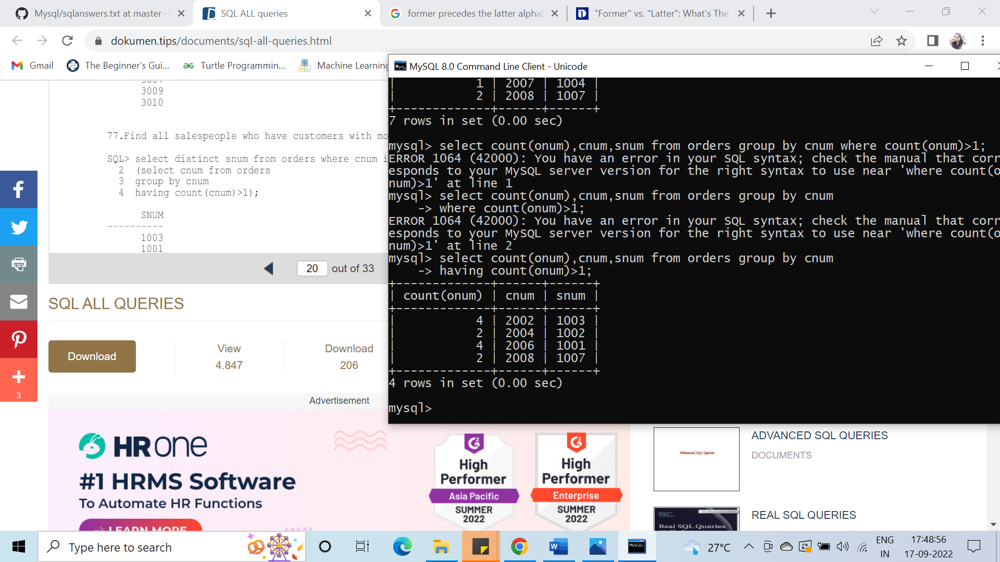 Mysql/sqlanswers.txt at master ·
SQL ALL queries
former precedes the latter alphab
"Former" vs. "Latter": What's The
dokumen.tips/documents/sql-all-queries.html
Gmail
The Beginner's Gui...
Turtle Programmin...
Machine Learning
MySQL 8.0 Command Line Client - Unicode
3007
3009
3010
77.Find all salespeople who have customers with mo
SQL> select distinct snum from orders where cnum i
2 (select cnum from orders
3 group by cnum
4 having count(cnum)>1);
SNUM
----------
1003
1001
20 out of 33
| 1 | 2007 | 1004 |
| 2 | 2008 | 1007 |
+-------------+------+------+
7 rows in set (0.00 sec)
mysql> select count(onum),cnum,snum from orders group by cnum where count(onum)>1;
ERROR 1064 (42000): You have an error in your SQL syntax; check the manual that corr
esponds to your MySQL server version for the right syntax to use near 'where count(o
num)>1' at line 1
mysql> select count(onum),cnum,snum from orders group by cnum
-> where count(onum)>1;
ERROR 1064 (42000): You have an error in your SQL syntax; check the manual that corr
esponds to your MySQL server version for the right syntax to use near 'where count(o
num)>1' at line 2
mysql> select count(onum),cnum,snum from orders group by cnum
-> having count(onum)>1;
+-------------+------+------+
| count(onum) | cnum | snum |
+-------------+------+------+
| 4 | 2002 | 1003 |
| 2 | 2004 | 1002 |
| 4 | 2006 | 1001 |
| 2 | 2008 | 1007 |
+-------------+------+------+
4 rows in set (0.00 sec)
mysql>
3
SQL ALL QUERIES
Download
View
4.847
Download
206
Advertisement
HR one
#1 HRMS Software
To Automate HR Functions
LEARN MORE
High
Performer
Asia Pacific
SUMMER
2022
High
Performer
Enterprise
SUMMER
2022
Advanced SQL Queries
ADVANCED SQL QUERIES
DOCUMENTS
Real SQL Queries
REAL SQL QUERIES
Type here to search
MySQL
27°C
ENG
IN
17:48:56
17-09-2022